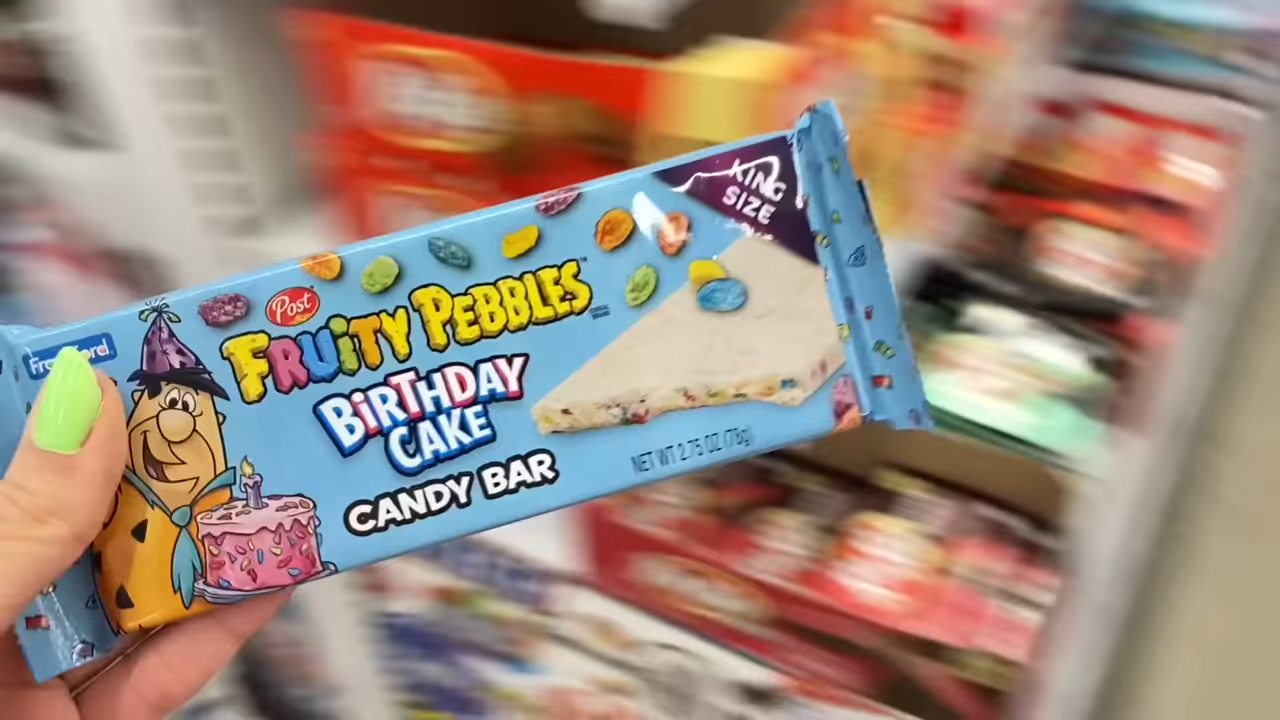 KING
SIZE
Post
FRUITY PEBBLES
BIRTHDAY
CAKE
CANDY BAR
NET WT 2.75 OZ (78g)